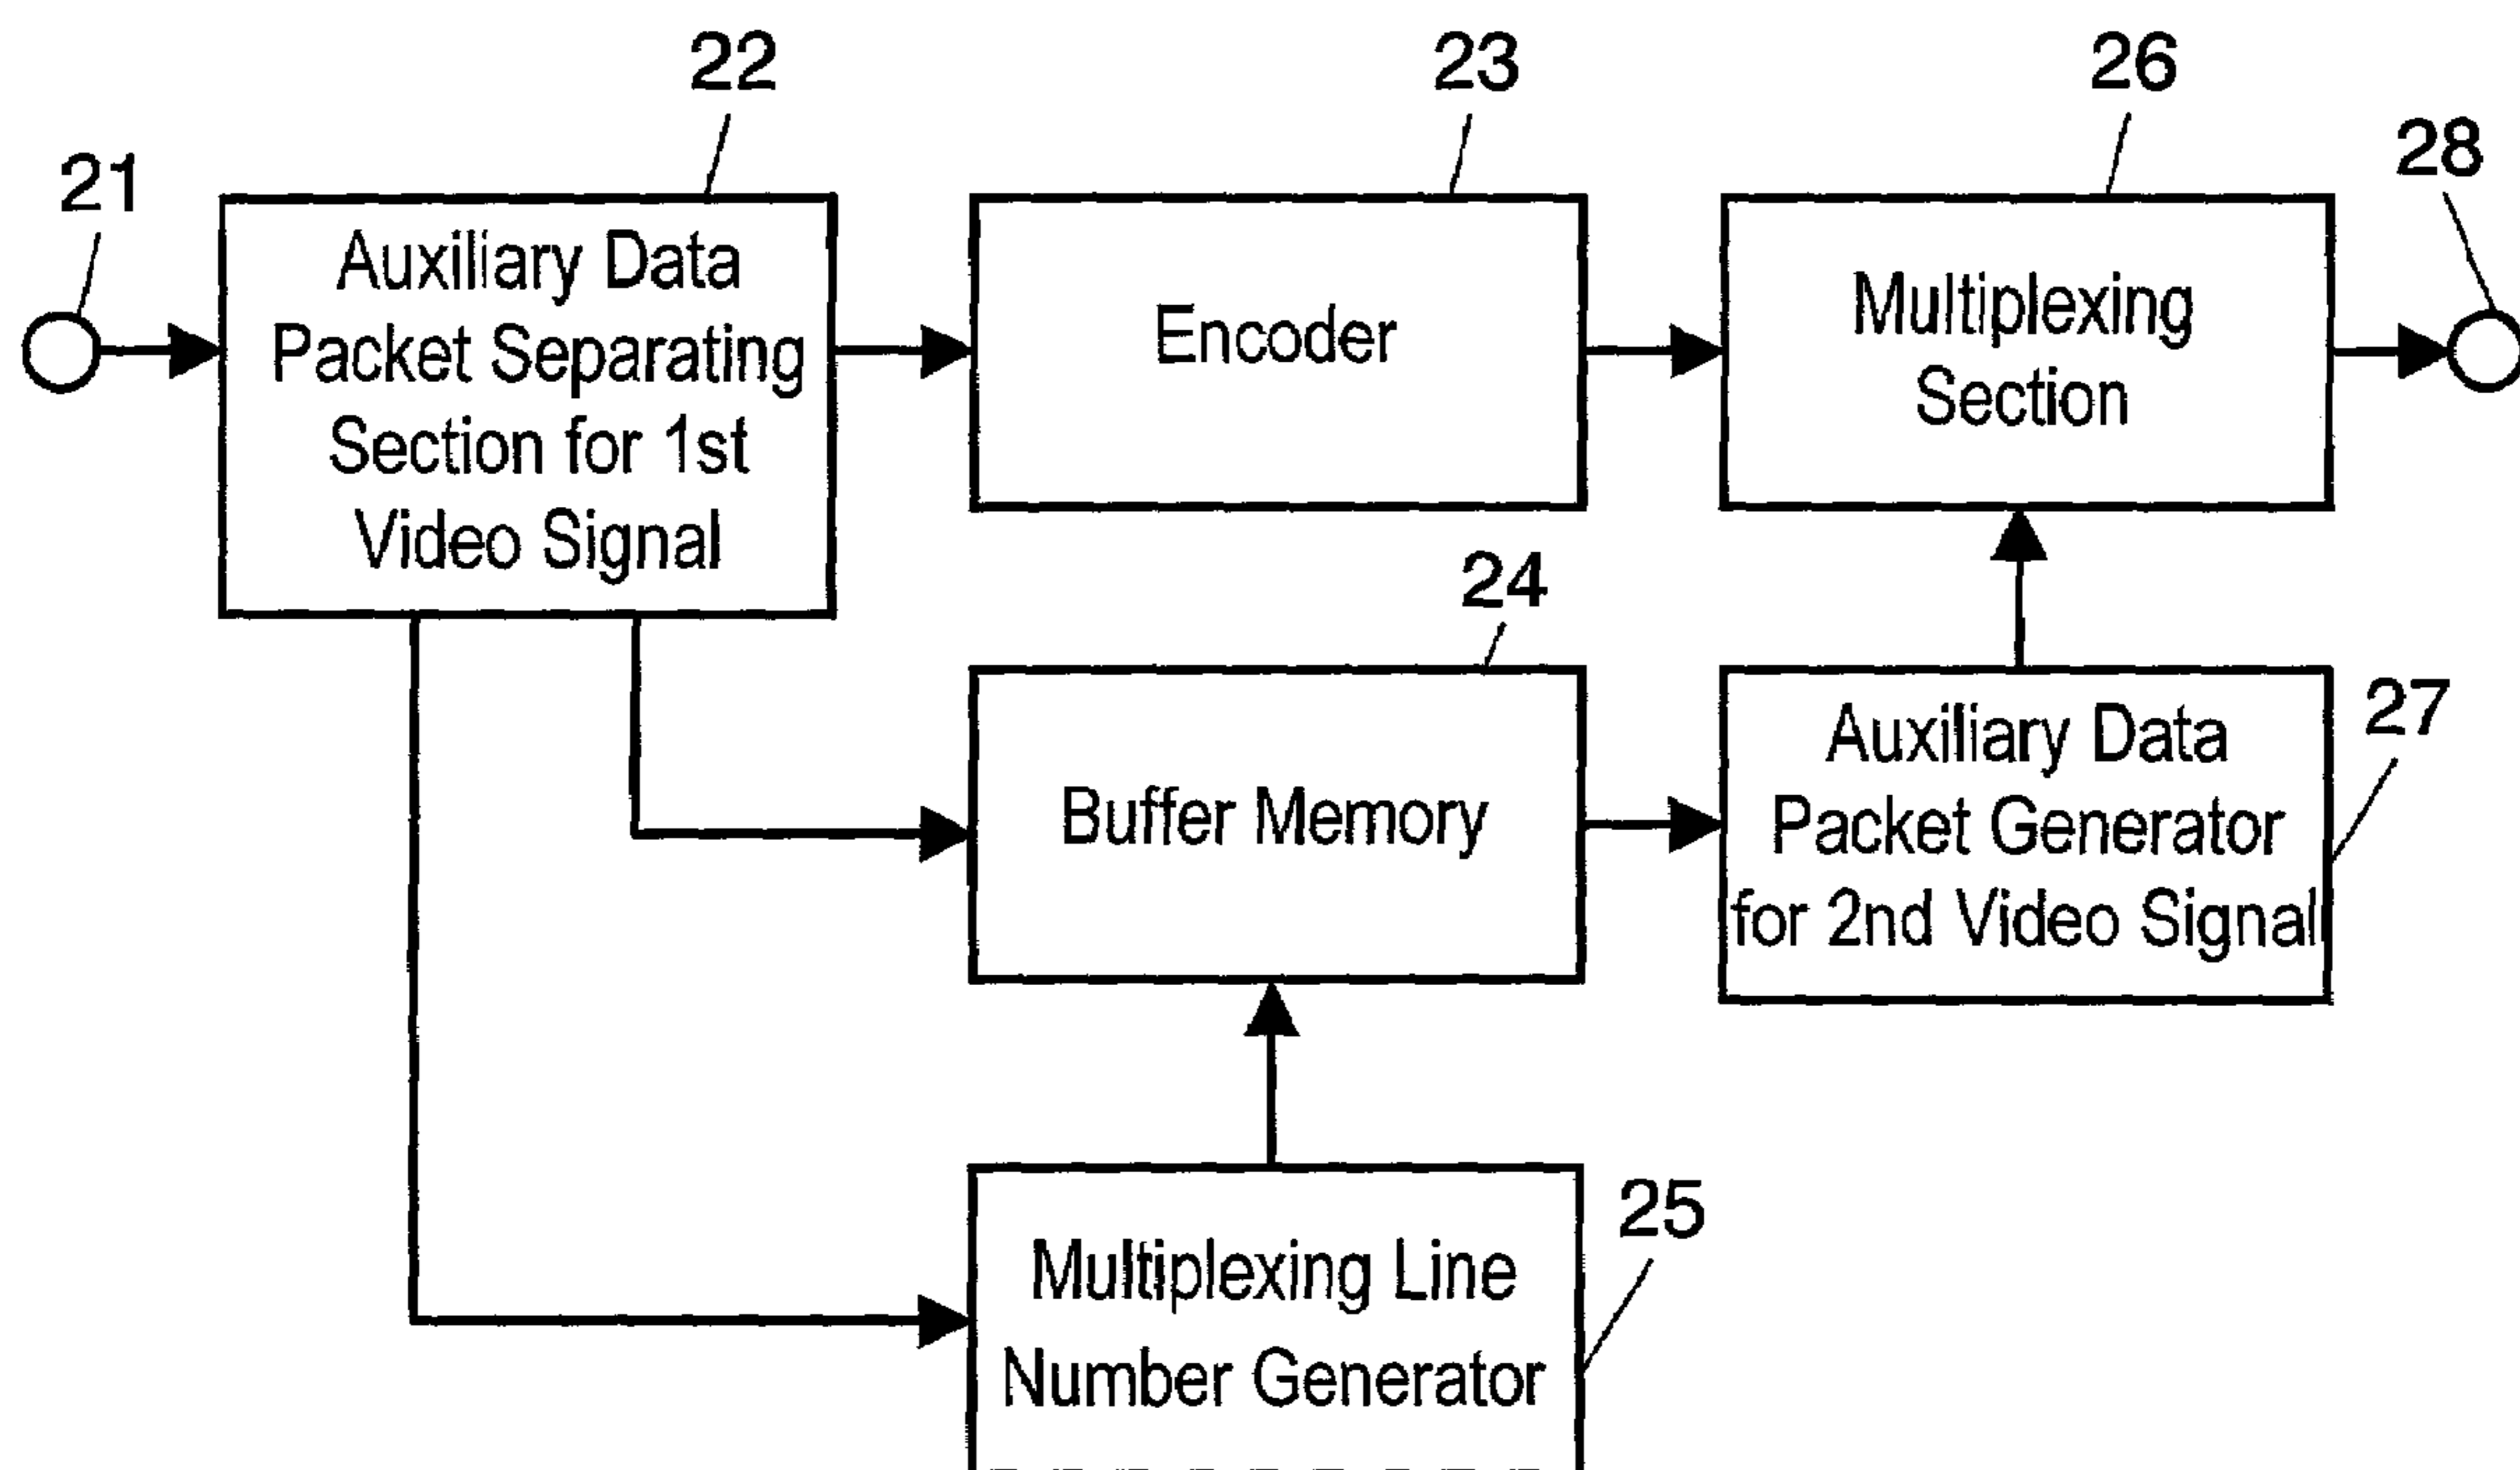 22
23
26
28
21
Auxiliary Data
Packet Separating
Section for 1st
Video Signal
Encoder
Multiplexing
Section
24
27
Buffer Memory
Auxiliary Data
Packet Generator
for 2nd Video Signal
25
Multiplexing Line
Number Generator